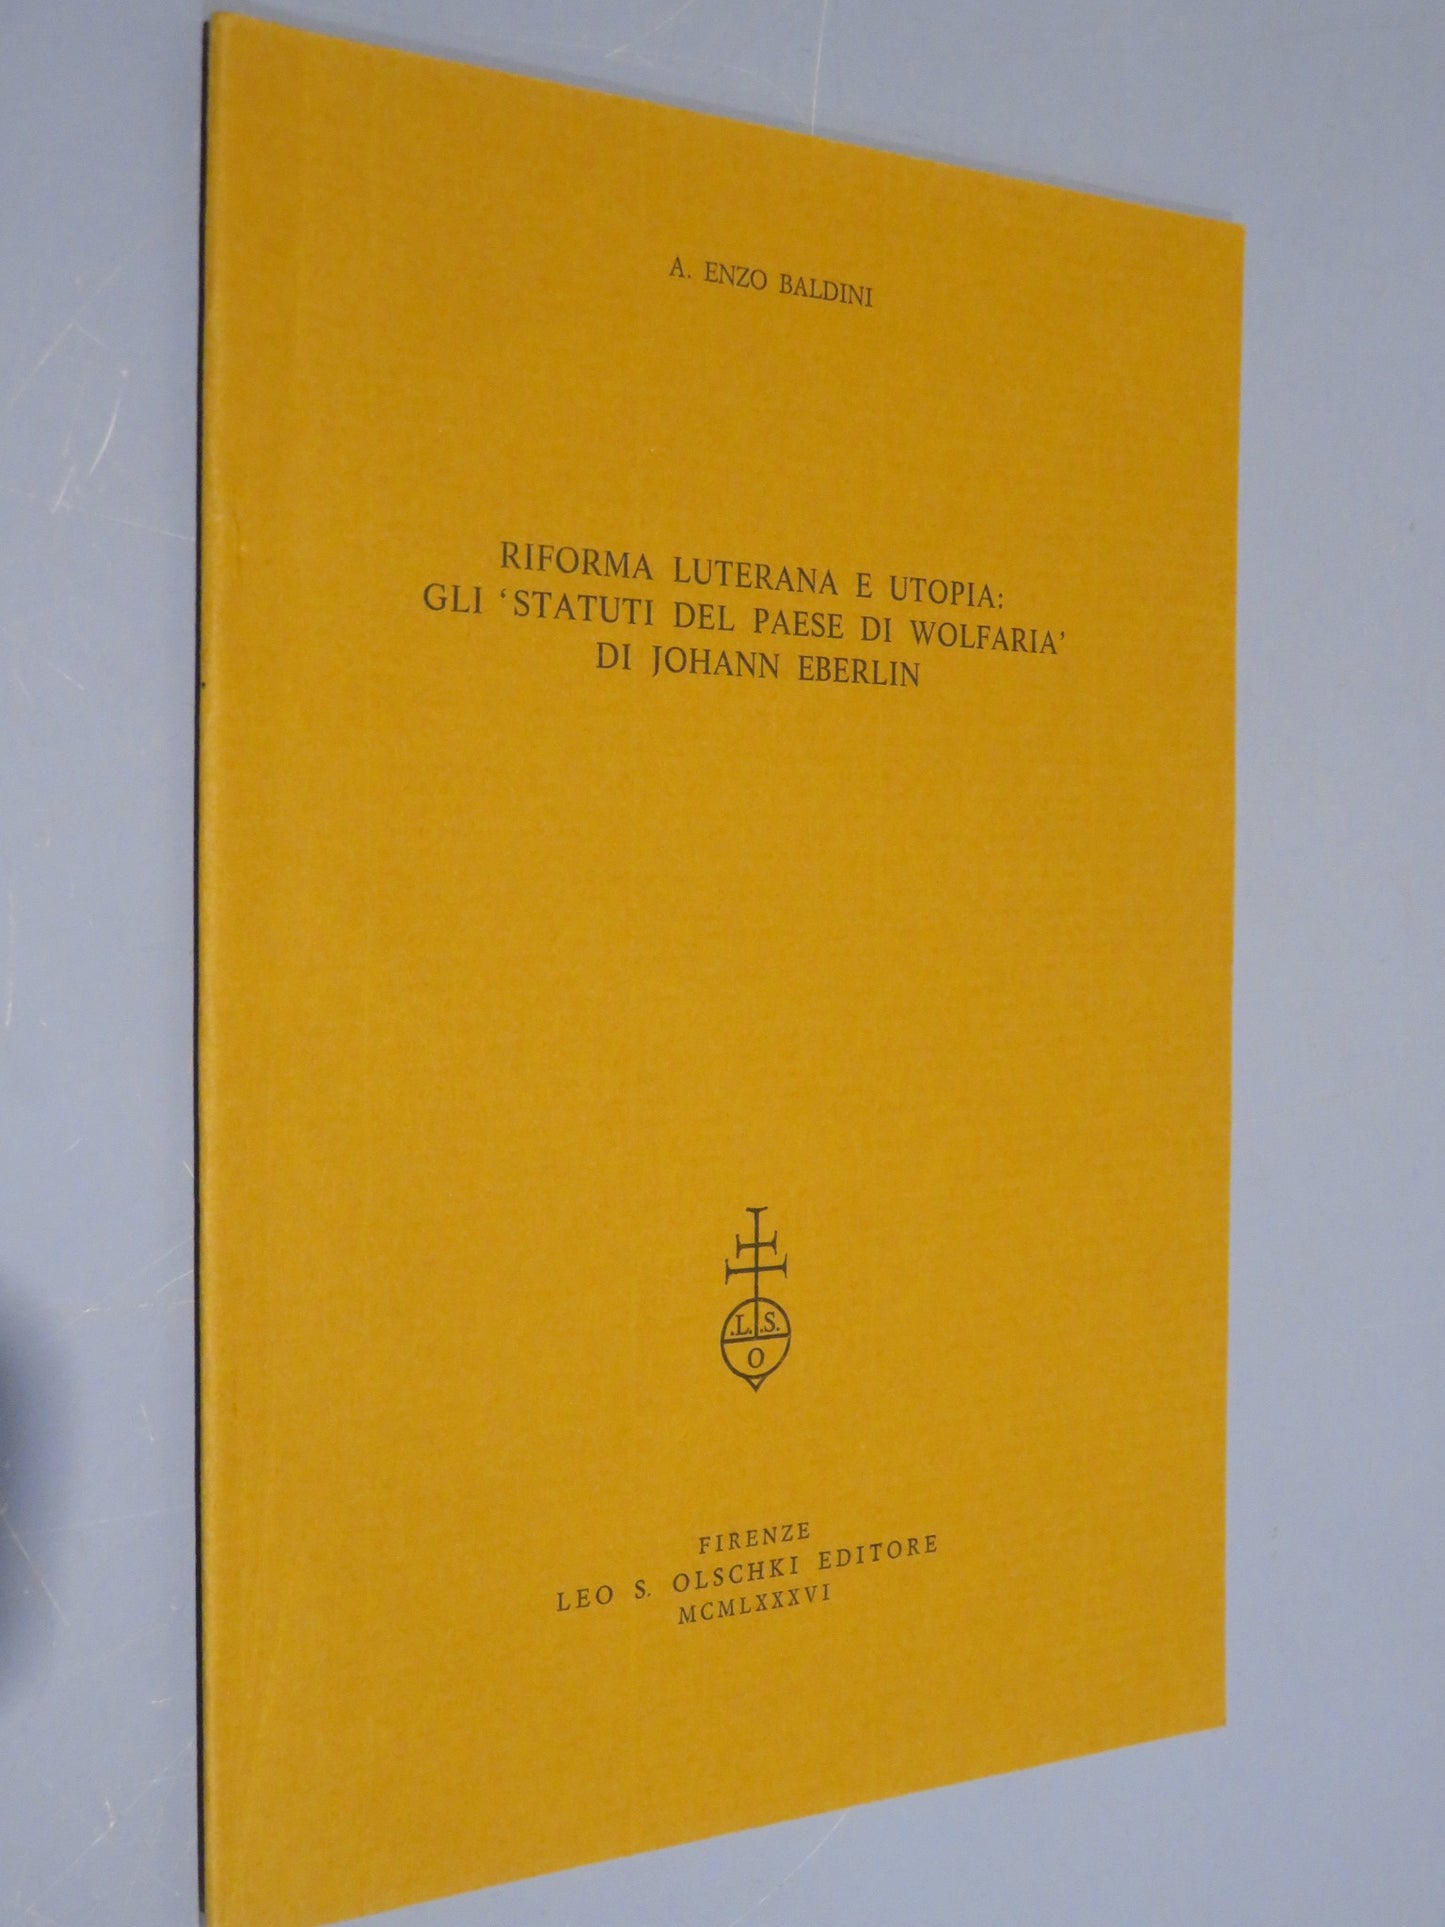 A. ENZO BALDINI
RIFORMA LUTERANA E UTOPIA:
GLI ‘STATUTI DEL PAESE DI WOLFARIA’
DI JOHANN EBERLIN
.L. .S.
O
FIRENZE
LEO S. OLSCHKI EDITORE
MCMLXXXVI